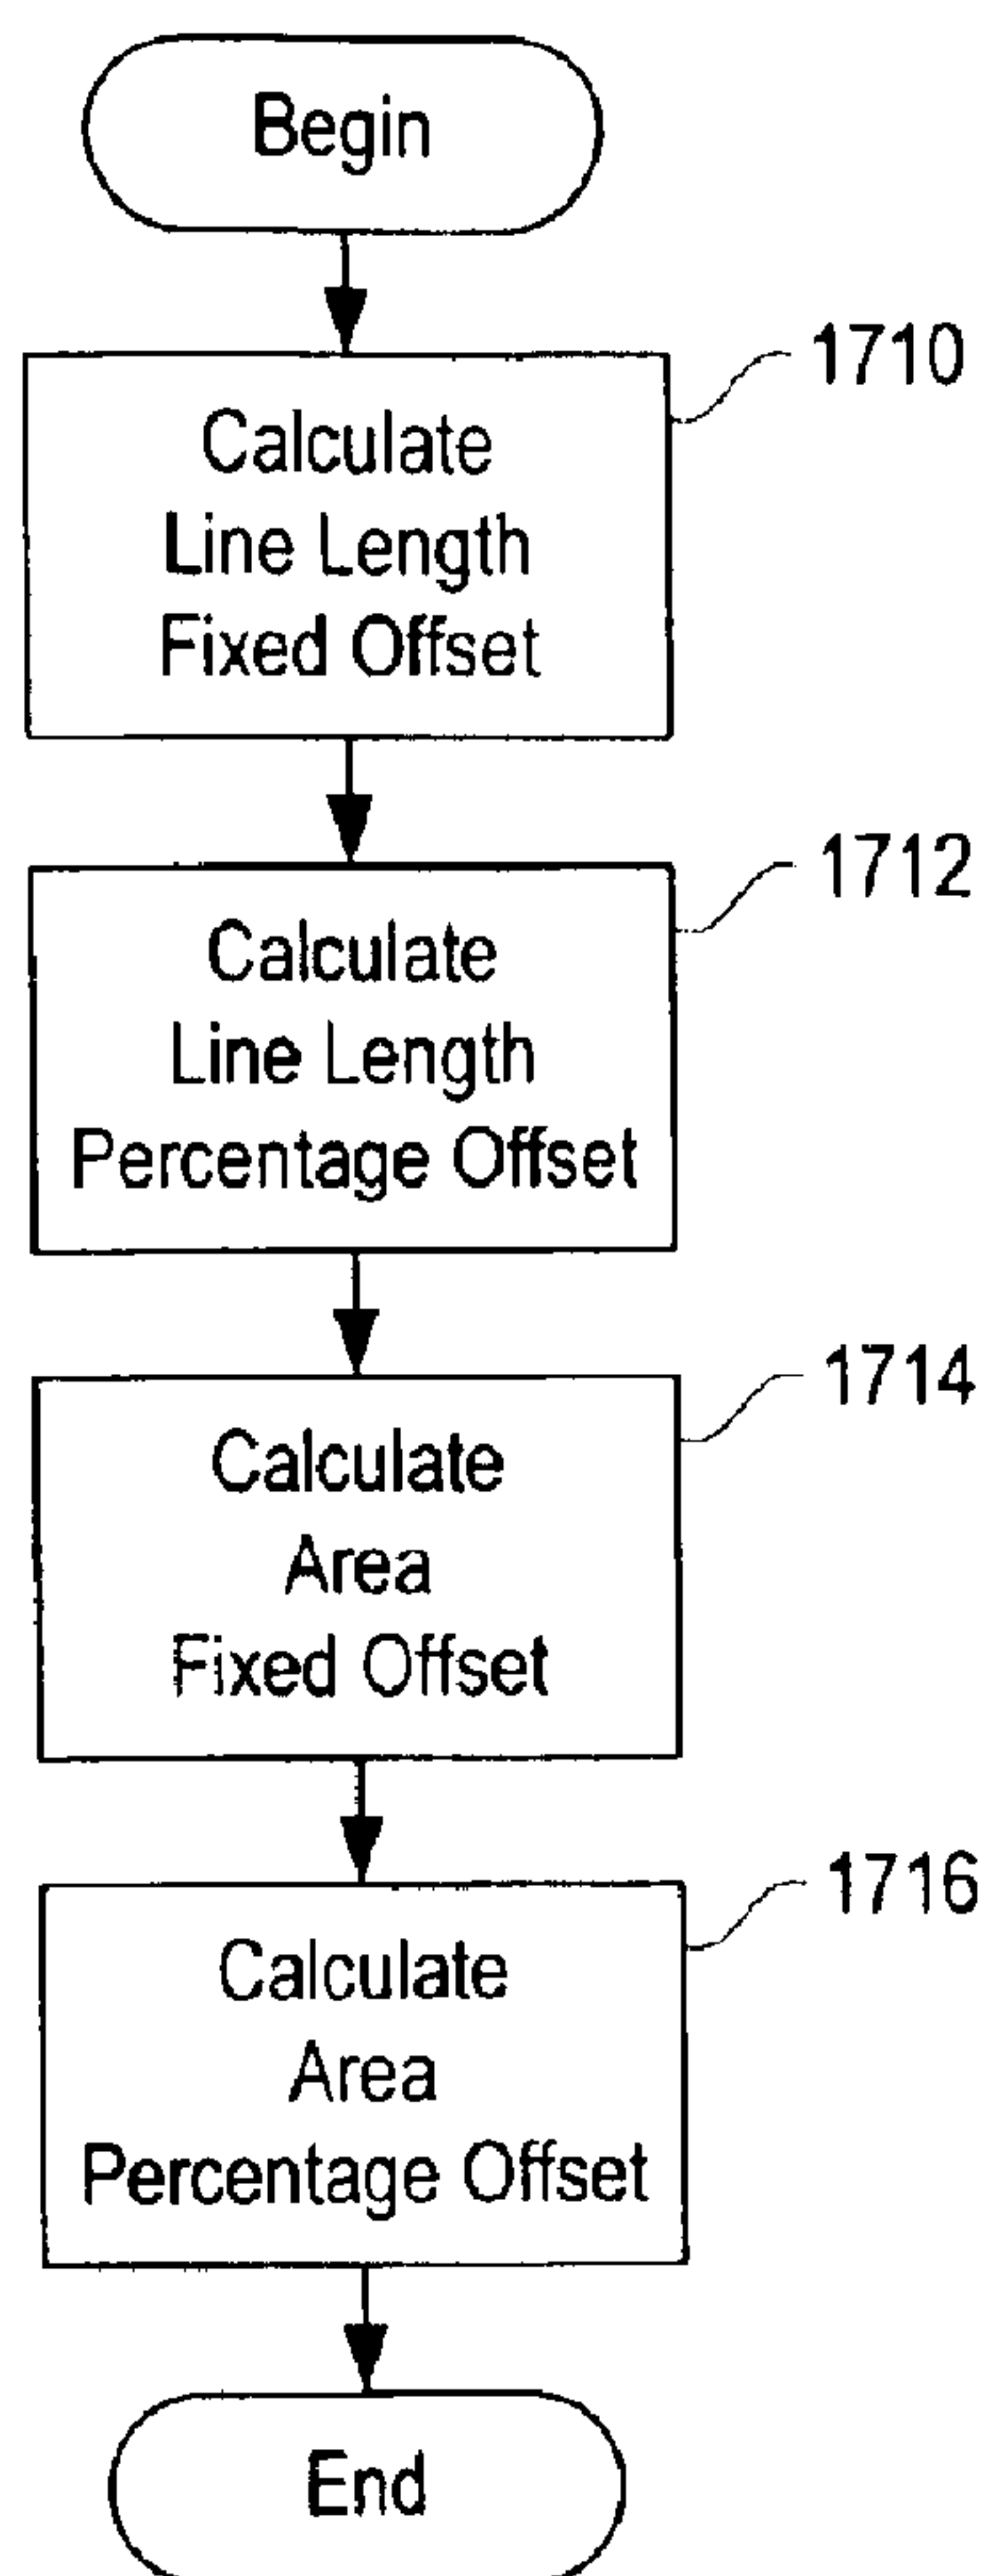 Begin
1710
Calculate
Line Length
Fixed Offset
1712
Calculate
Line Length
Percentage Offset
1714
Calculate
Area
Fixed Offset
1716
Calculate
Area
Percentage Offset
End